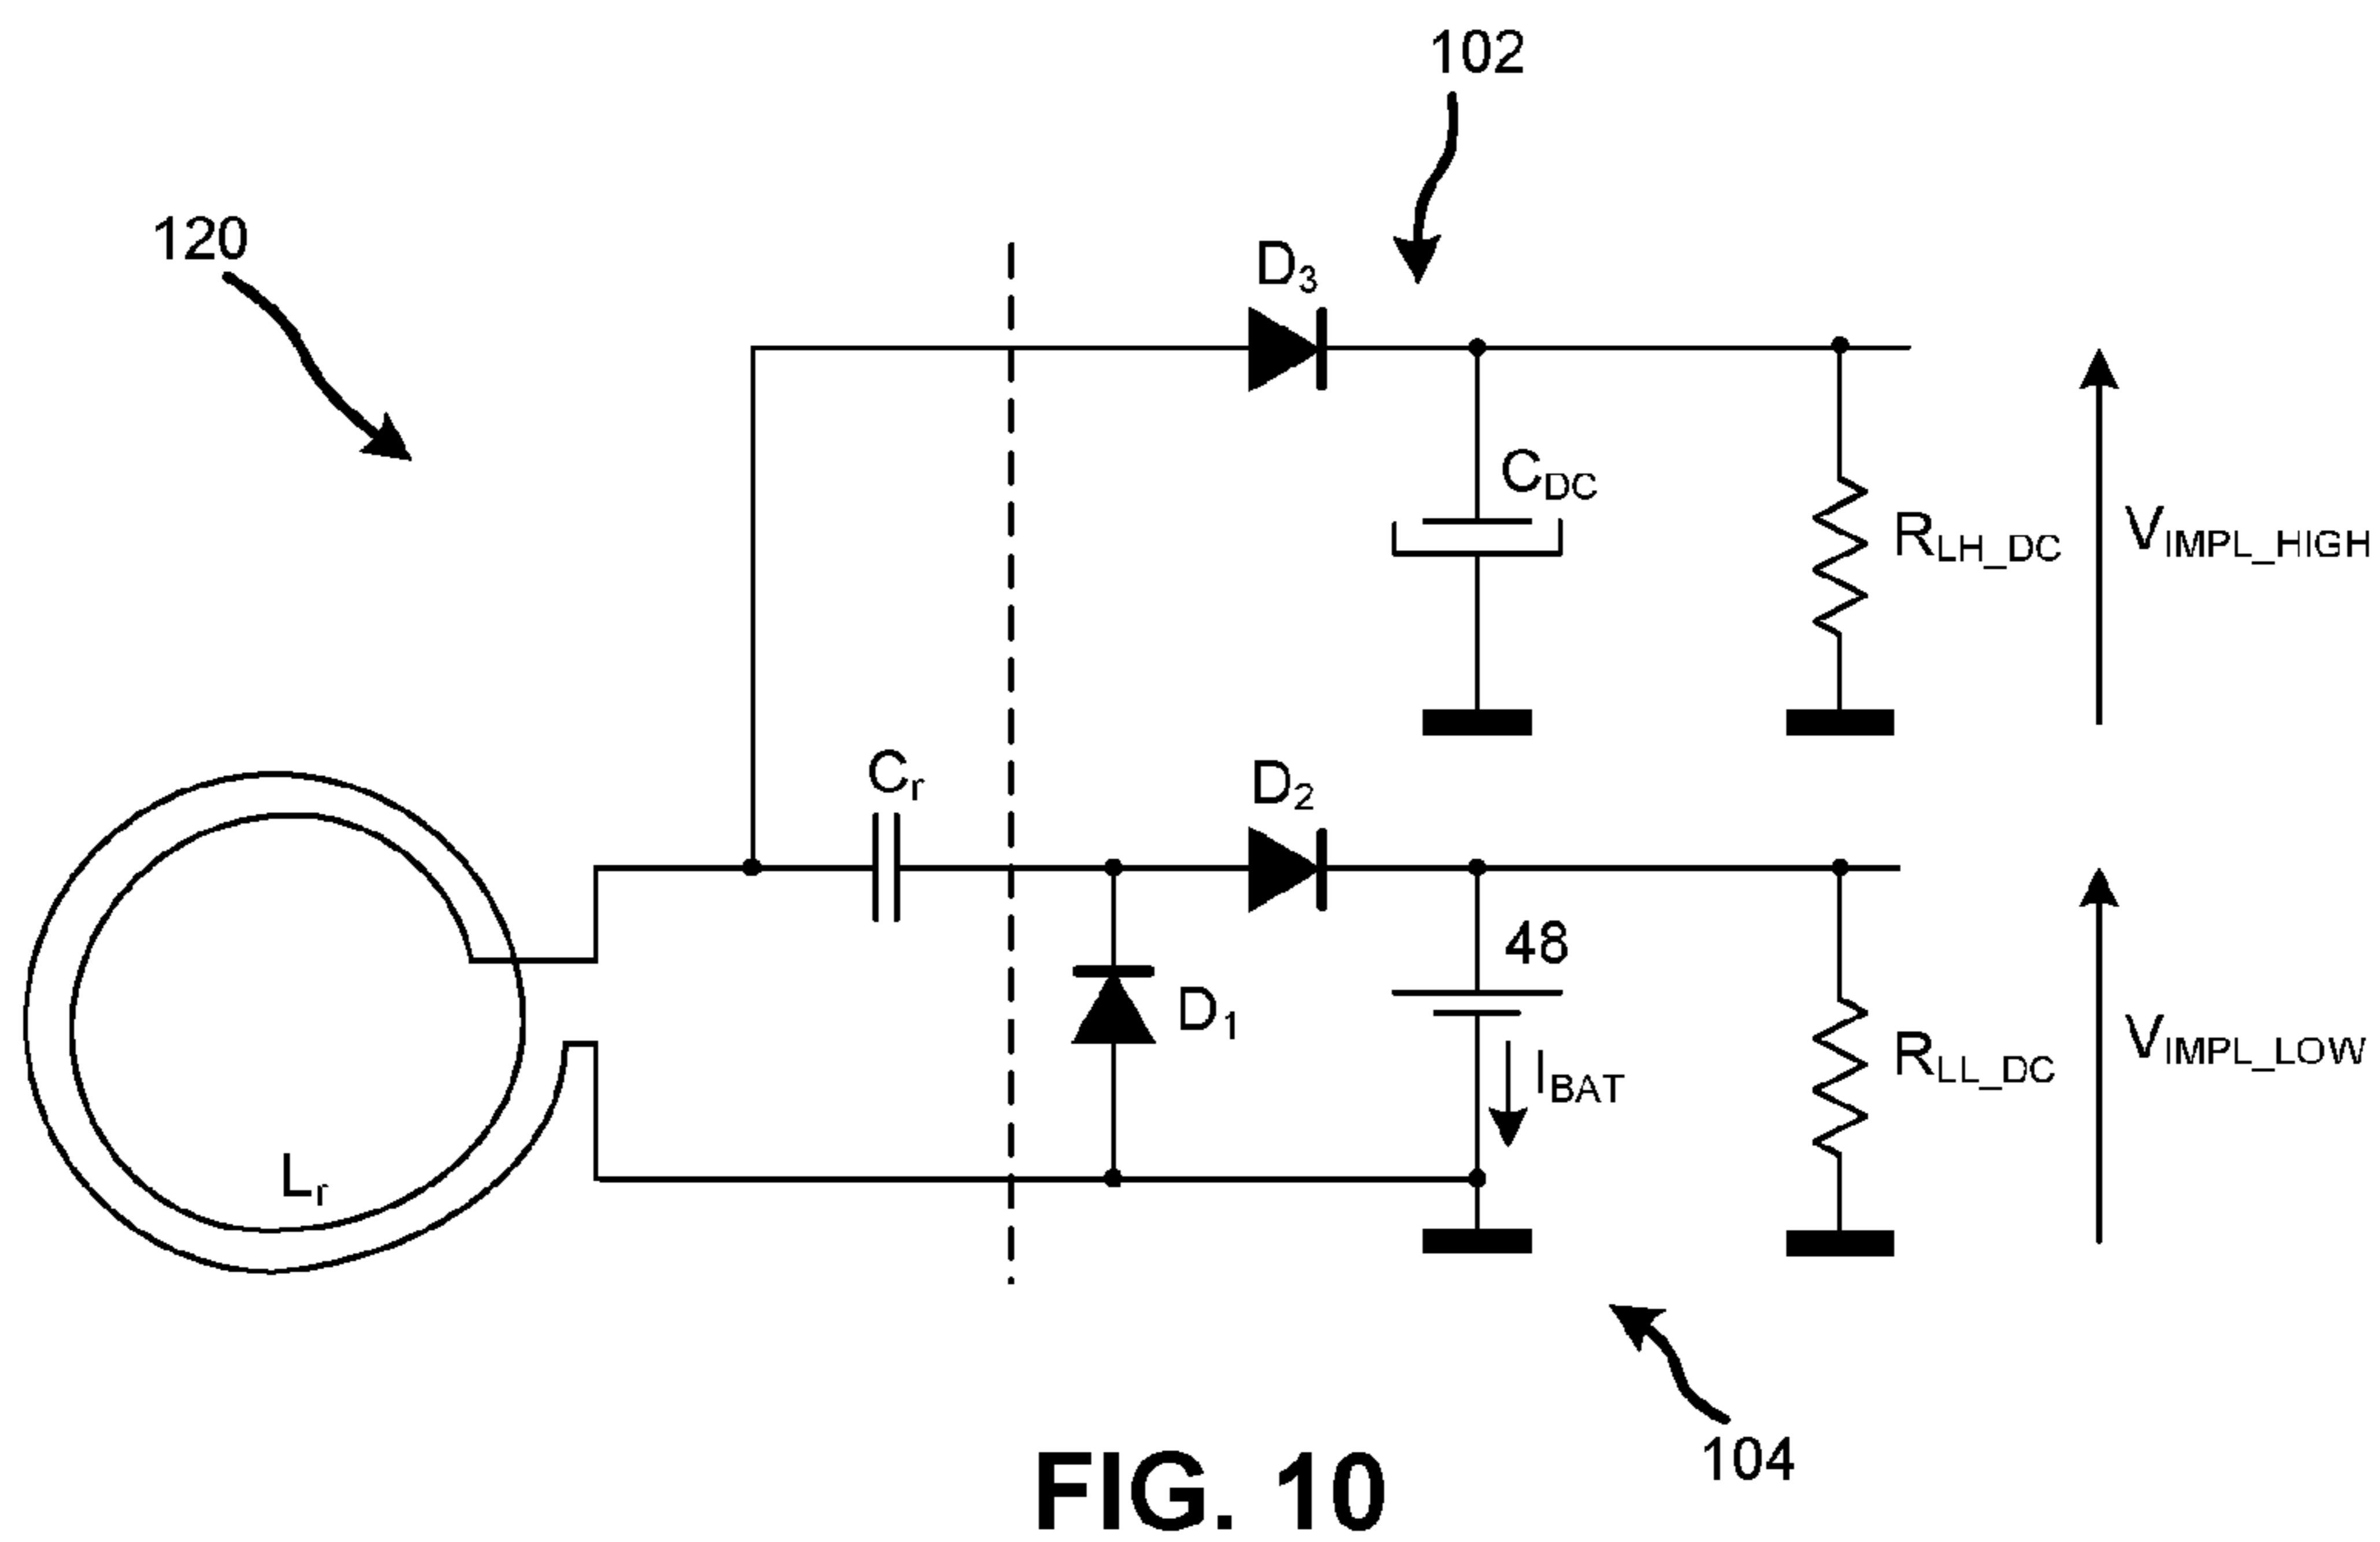 102
120
D3
CDC
RLH_DC
VIMPL_HIGH
Cr
D2
48
D1
IBAT
RLL_DC
VIMPL_LOW
Lr
104
FIG. 10